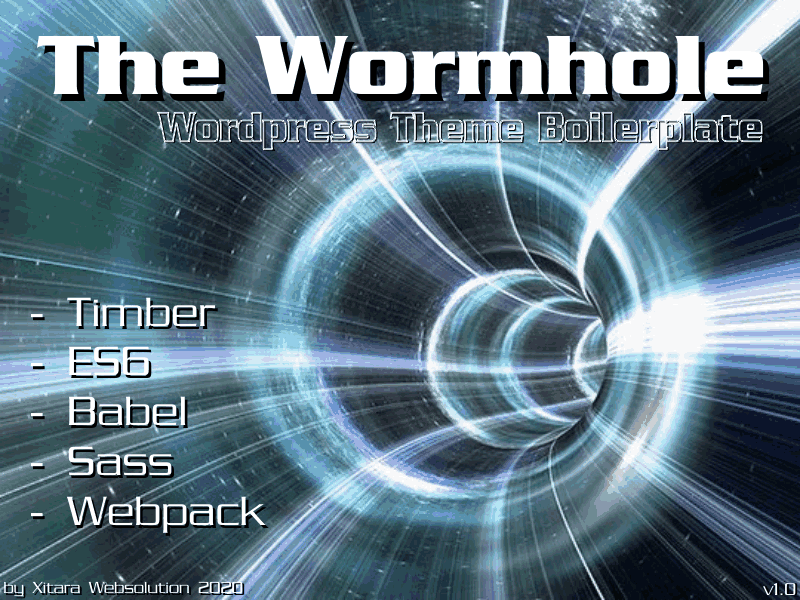 The Wormhole
Wordpress Theme Boilerplate
- Timber
- ES6
- Babel
- Sass
- Webpack
by Xitara Websolution 2020
v1.0